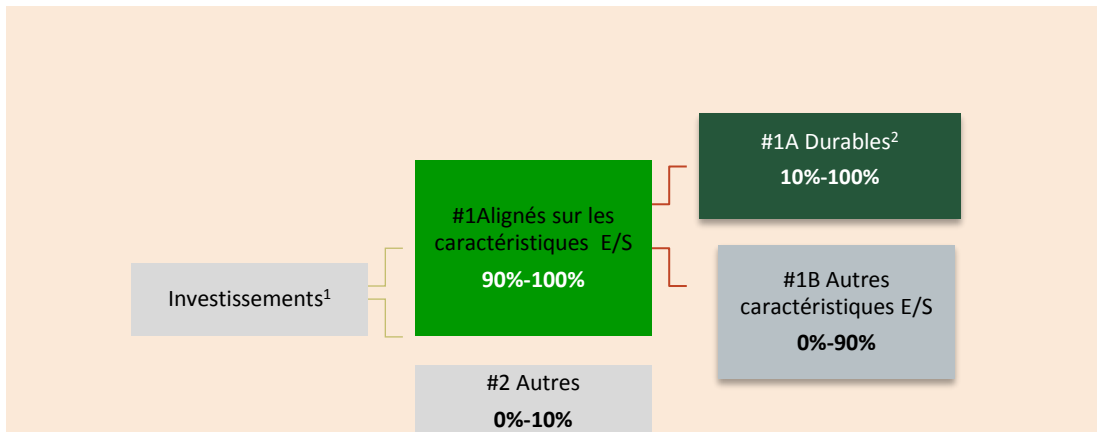 Investissements¹
#1Alignés sur les
caractéristiques E/S
90%-100%
#2 Autres
0%-10%
#1A Durables²
10%-100%
#1B Autres
caractéristiques E/S
0%-90%